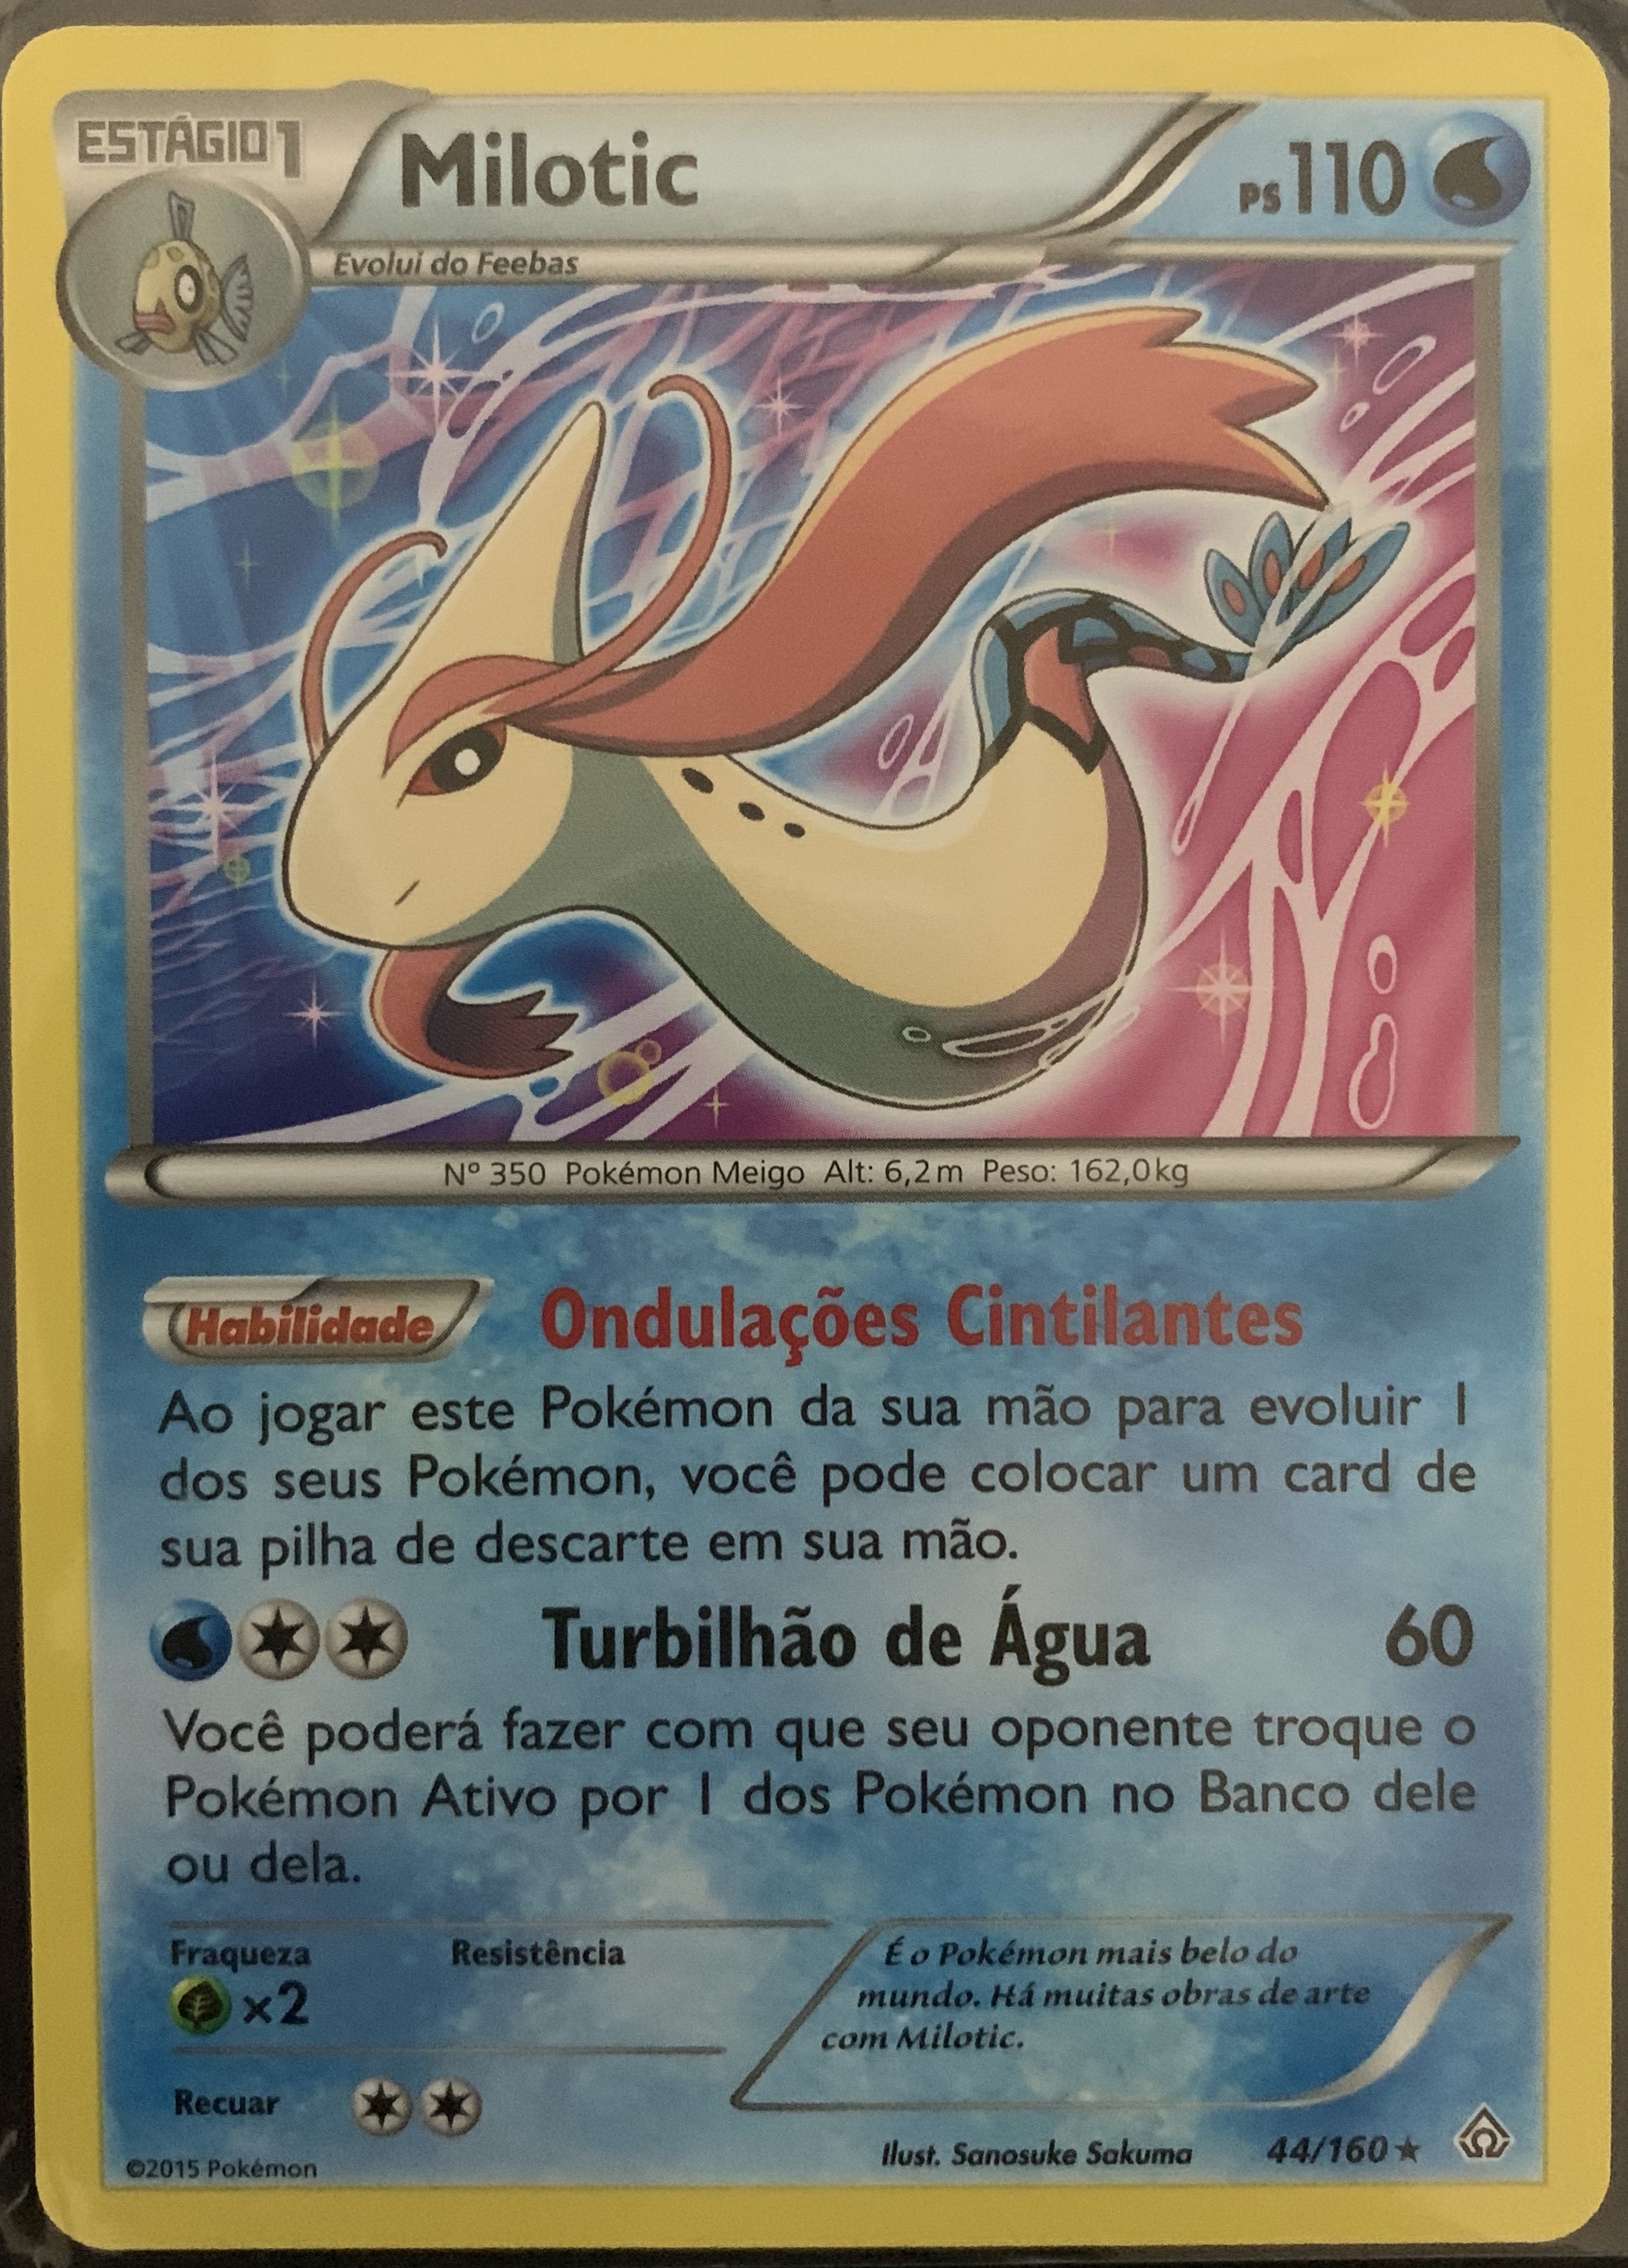 ESTÁGIO 1
Milotic
PS 110
Evolui do Feebas
Nº 350 Pokémon Meigo Alt: 6,2 m Peso: 162,0 kg
Habilidade Ondulações Cintilantes
Ao jogar este Pokémon da sua mão para evoluir 1
dos seus Pokémon, você pode colocar um card de
sua pilha de descarte em sua mão.
Turbilhão de Água 60
Você poderá fazer com que seu oponente troque o
Pokémon Ativo por 1 dos Pokémon no Banco dele
ou dela.
Fraqueza Resistência
x2
É o Pokémon mais belo do
mundo. Há muitas obras de arte
com Milotic.
Recuar
Ilust. Sanosuke Sakuma 44/160 ★
©2015 Pokémon